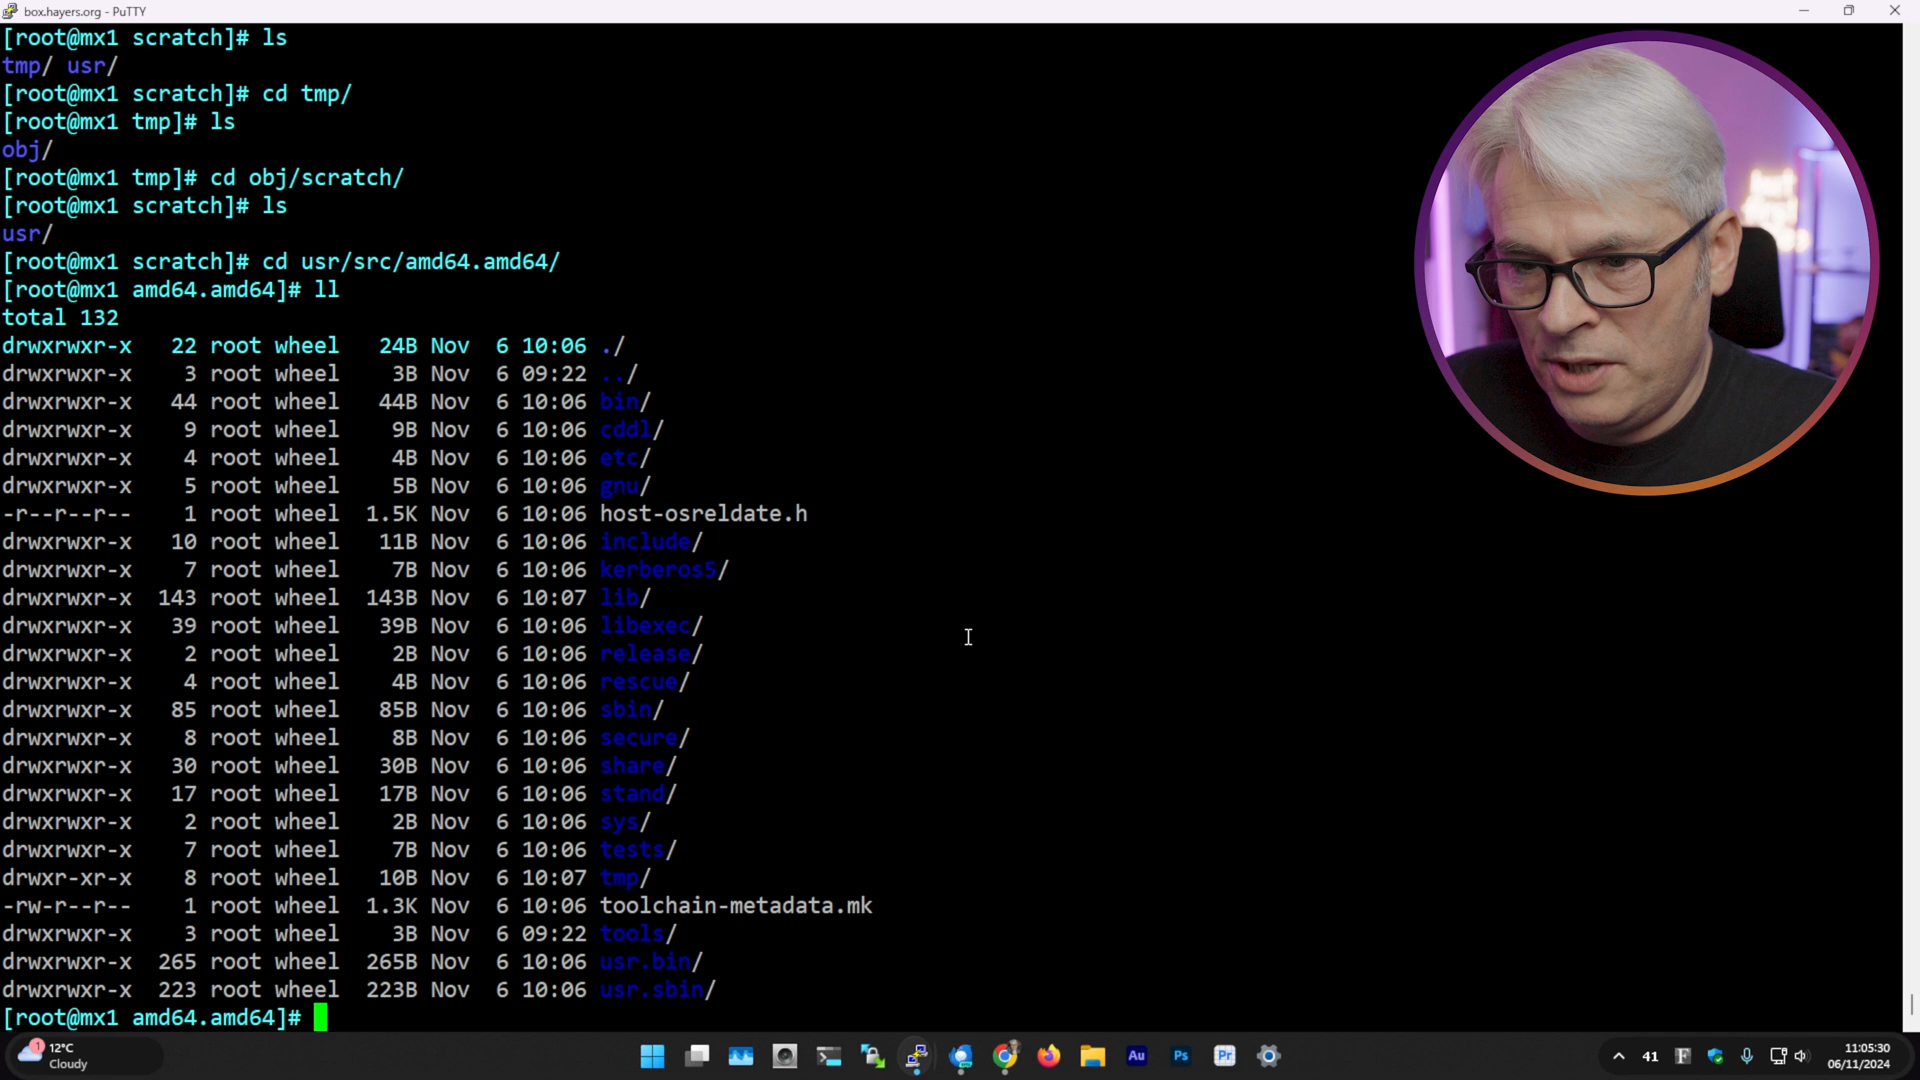 box.hayers.org - PuTTY
[root@mx1 scratch]# ls
tmp/ usr/
[root@mx1 scratch]# cd tmp/
[root@mx1 tmp]# ls
obj/
[root@mx1 tmp]# cd obj/scratch/
[root@mx1 scratch]# ls
usr/
[root@mx1 scratch]# cd usr/src/amd64.amd64/
[root@mx1 amd64.amd64]# ll
total 132
drwxrwxr-x   22 root wheel   24B Nov  6 10:06 ./
drwxrwxr-x    3 root wheel    3B Nov  6 09:22 ../
drwxrwxr-x   44 root wheel   44B Nov  6 10:06 bin/
drwxrwxr-x    9 root wheel    9B Nov  6 10:06 cddl/
drwxrwxr-x    4 root wheel    4B Nov  6 10:06 etc/
drwxrwxr-x    5 root wheel    5B Nov  6 10:06 gnu/
-r--r--r--    1 root wheel  1.5K Nov  6 10:06 host-osreldate.h
drwxrwxr-x   10 root wheel   11B Nov  6 10:06 include/
drwxrwxr-x    7 root wheel    7B Nov  6 10:06 kerberos5/
drwxrwxr-x  143 root wheel  143B Nov  6 10:07 lib/
drwxrwxr-x   39 root wheel   39B Nov  6 10:06 libexec/
drwxrwxr-x    2 root wheel    2B Nov  6 10:06 release/
drwxrwxr-x    4 root wheel    4B Nov  6 10:06 rescue/
drwxrwxr-x   85 root wheel   85B Nov  6 10:06 sbin/
drwxrwxr-x    8 root wheel    8B Nov  6 10:06 secure/
drwxrwxr-x   30 root wheel   30B Nov  6 10:06 share/
drwxrwxr-x   17 root wheel   17B Nov  6 10:06 stand/
drwxrwxr-x    2 root wheel    2B Nov  6 10:06 sys/
drwxrwxr-x    7 root wheel    7B Nov  6 10:06 tests/
drwxr-xr-x    8 root wheel   10B Nov  6 10:07 tmp/
-rw-r--r--    1 root wheel  1.3K Nov  6 10:06 toolchain-metadata.mk
drwxrwxr-x    3 root wheel    3B Nov  6 09:22 tools/
drwxrwxr-x  265 root wheel  265B Nov  6 10:06 usr.bin/
drwxrwxr-x  223 root wheel  223B Nov  6 10:06 usr.sbin/
[root@mx1 amd64.amd64]#
1
12°C
Cloudy
Au
Ps
Pr
41
F
11:05:30
06/11/2024